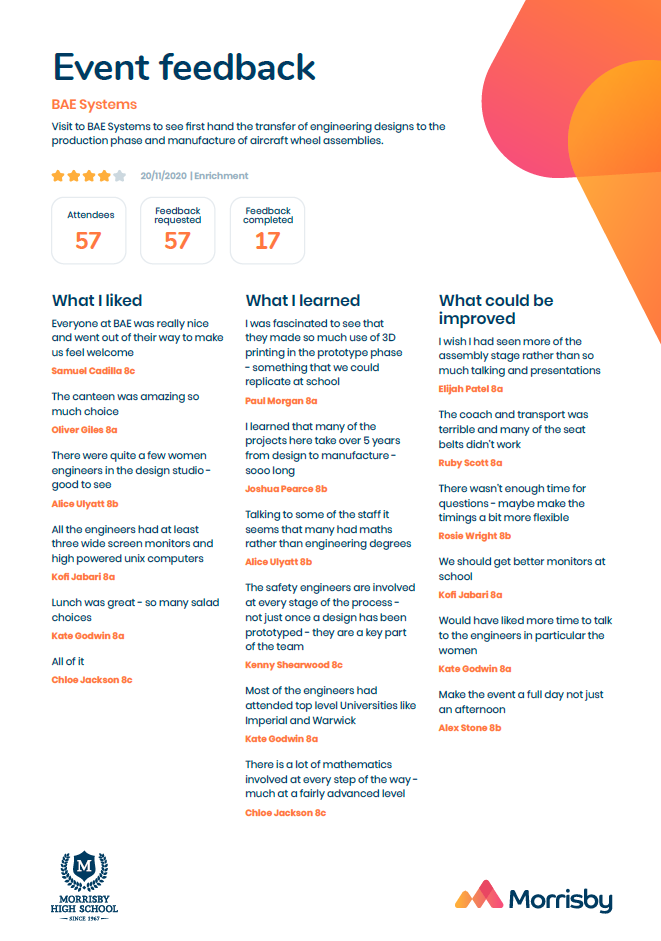 Event feedback
BAE Systems
Visit to BAE Systems to see first hand the transfer of engineering designs to the
production phase and manufacture of aircraft wheel assemblies.
20/11/2020 | Enrichment
Attendees
57
Feedback
requested
57
Feedback
completed
17
What I liked
Everyone at BAE was really nice
and went out of their way to make
us feel welcome
Samuel Cadilla 8c
The canteen was amazing so
much choice
Oliver Giles 8a
There were quite a few women
engineers in the design studio -
good to see
Alice Ulyatt 8b
All the engineers had at least
three wide screen monitors and
high powered unix computers
Kofi Jabari 8a
Lunch was great - so many salad
choices
Kate Godwin 8a
All of it
Chloe Jackson 8c
What I learned
I was fascinated to see that
they made so much use of 3D
printing in the prototype phase
- something that we could
replicate at school
Paul Morgan 8a
I learned that many of the
projects here take over 5 years
from design to manufacture -
sooo long
Joshua Pearce 8b
Talking to some of the staff it
seems that many had maths
rather than engineering degrees
Alice Ulyatt 8b
The safety engineers are involved
at every stage of the process -
not just once a design has been
prototyped - they are a key part
of the team
Kenny Shearwood 8c
Most of the engineers had
attended top level Universities like
Imperial and Warwick
Kate Godwin 8a
There is a lot of mathematics
involved at every step of the way -
much at a fairly advanced level
Chloe Jackson 8c
What could be
improved
I wish I had seen more of the
assembly stage rather than so
much talking and presentations
Elijah Patel 8a
The coach and transport was
terrible and many of the seat
belts didn't work
Ruby Scott 8a
There wasn't enough time for
questions - maybe make the
timings a bit more flexible
Rosie Wright 8b
We should get better monitors at
school
Kofi Jabari 8a
Would have liked more time to talk
to the engineers in particular the
women
Kate Godwin 8a
Make the event a full day not just
an afternoon
Alex Stone 8b
M
MORRISBY
HIGH SCHOOL
SINCE 1967
Morrisby